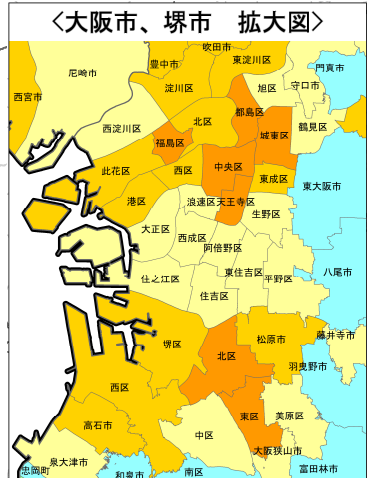 <大阪市、堺市　拡大図>
吹田市
豊中市
東淀川区
門真市
尼崎市
淀川区
旭区
守口市
西宮市
都島区
西淀川区
北区
城東区
鶴見区
福島区
此花区
西区
中央区
東成区
東大阪市
港区
浪速区
天王寺区
生野区
大正区
西成区
阿倍野区
住之江区
東住吉区
平野区
八尾市
住吉区
堺区
北区
松原市
藤井寺市
羽曳野市
西区
高石市
東区
美原区
中区
大阪狭山市
泉大津市
忠岡町
和泉市
南区
富田林市